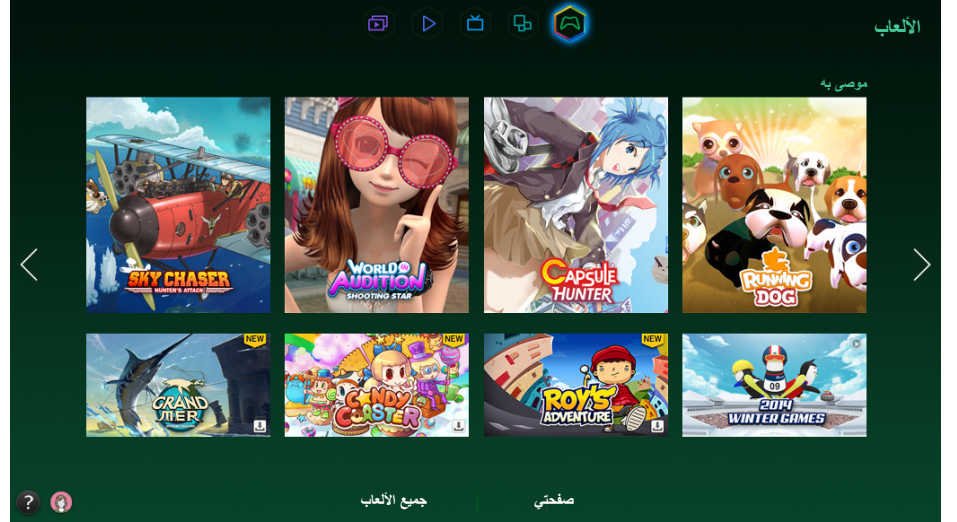 الألعاب
موصى به
SKY CHASER
HUNTER'S ATTACK
WORLD IN
AUDITION
SHOOTING STAR
CAPSULE
HUNTER
RUNNING
DOG
NEW
GRAND
MER
NEW
CANDY
COASTER
NEW
ROY'S
ADVENTURE
09
2014
WINTER GAMES
صفحتي
جميع الألعاب
?